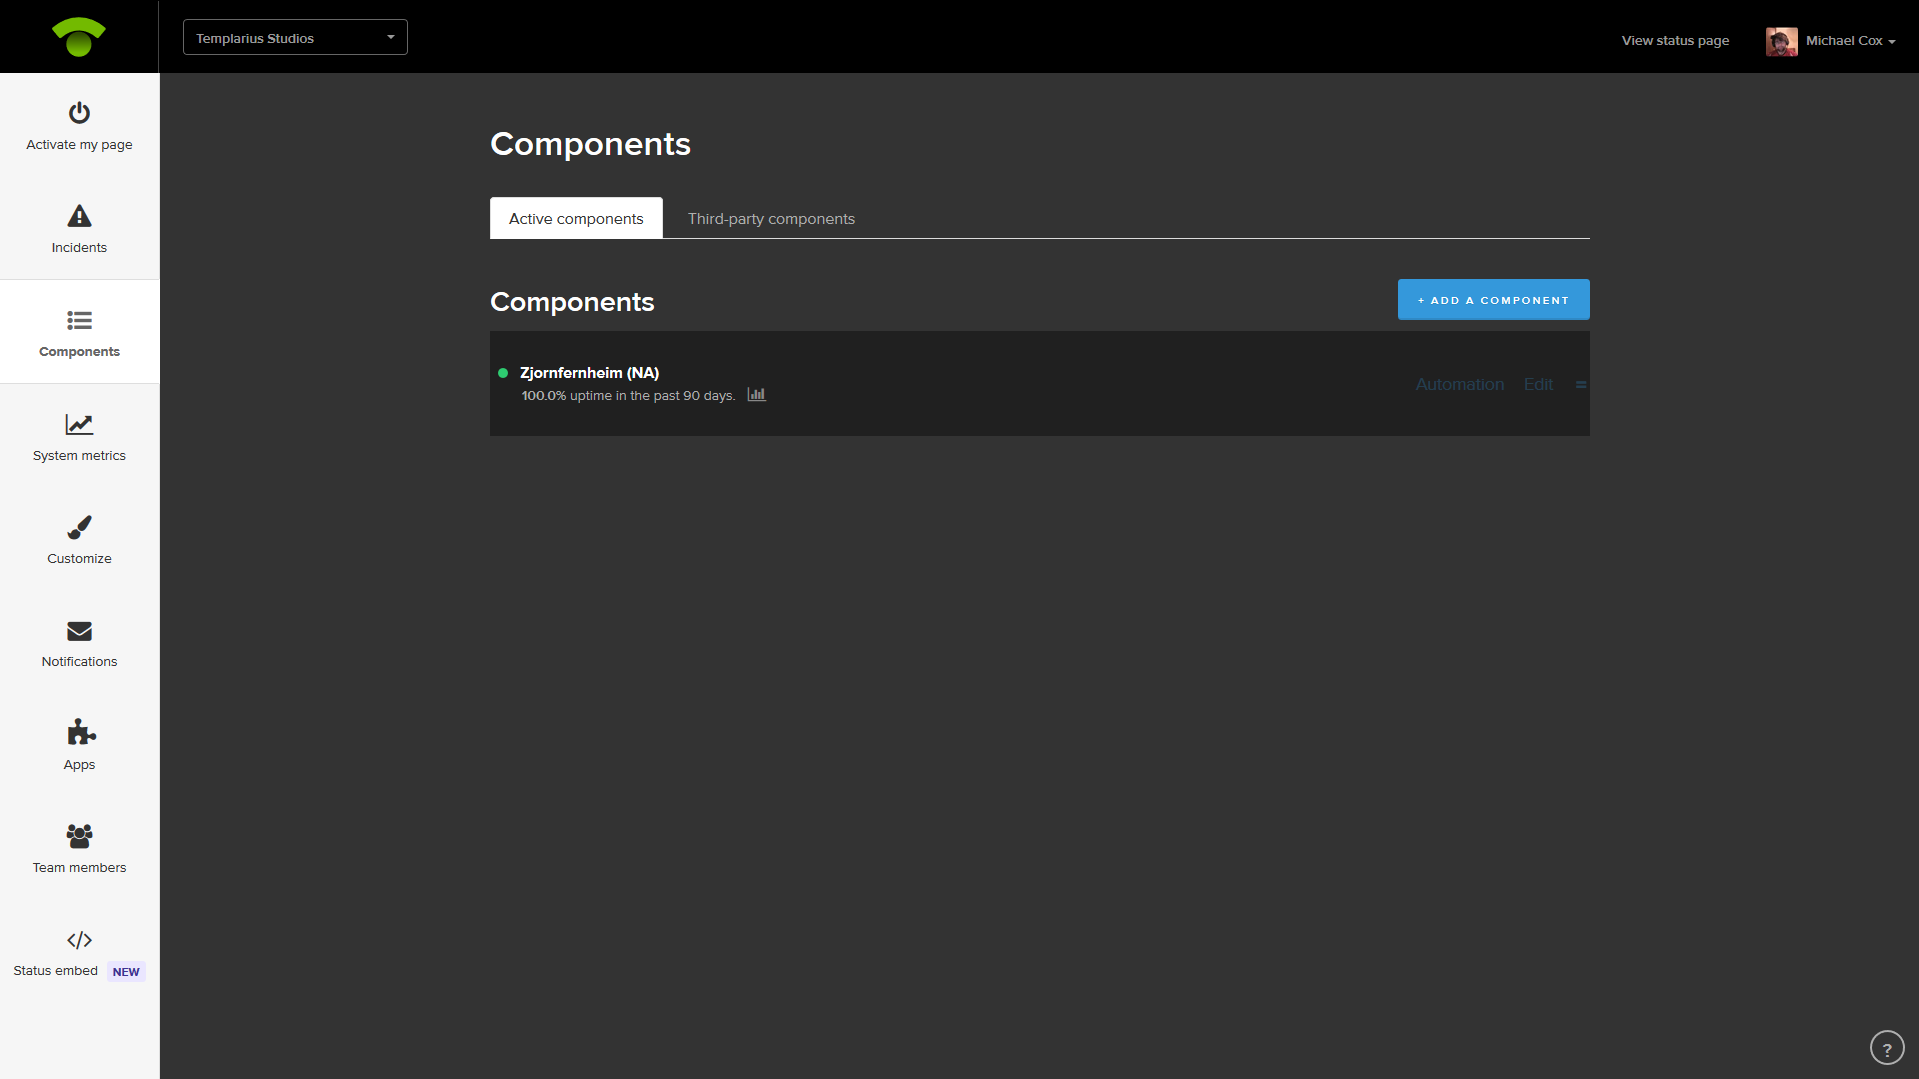 Templarius Studios
View status page
Michael Cox
Activate my page
Incidents
Components
System metrics
Customize
Notifications
Apps
Team members
Status embed NEW
Components
Active components
Third-party components
Components
+ ADD A COMPONENT
Zjornfernheim (NA)
100.0% uptime in the past 90 days.
Automation
Edit
?